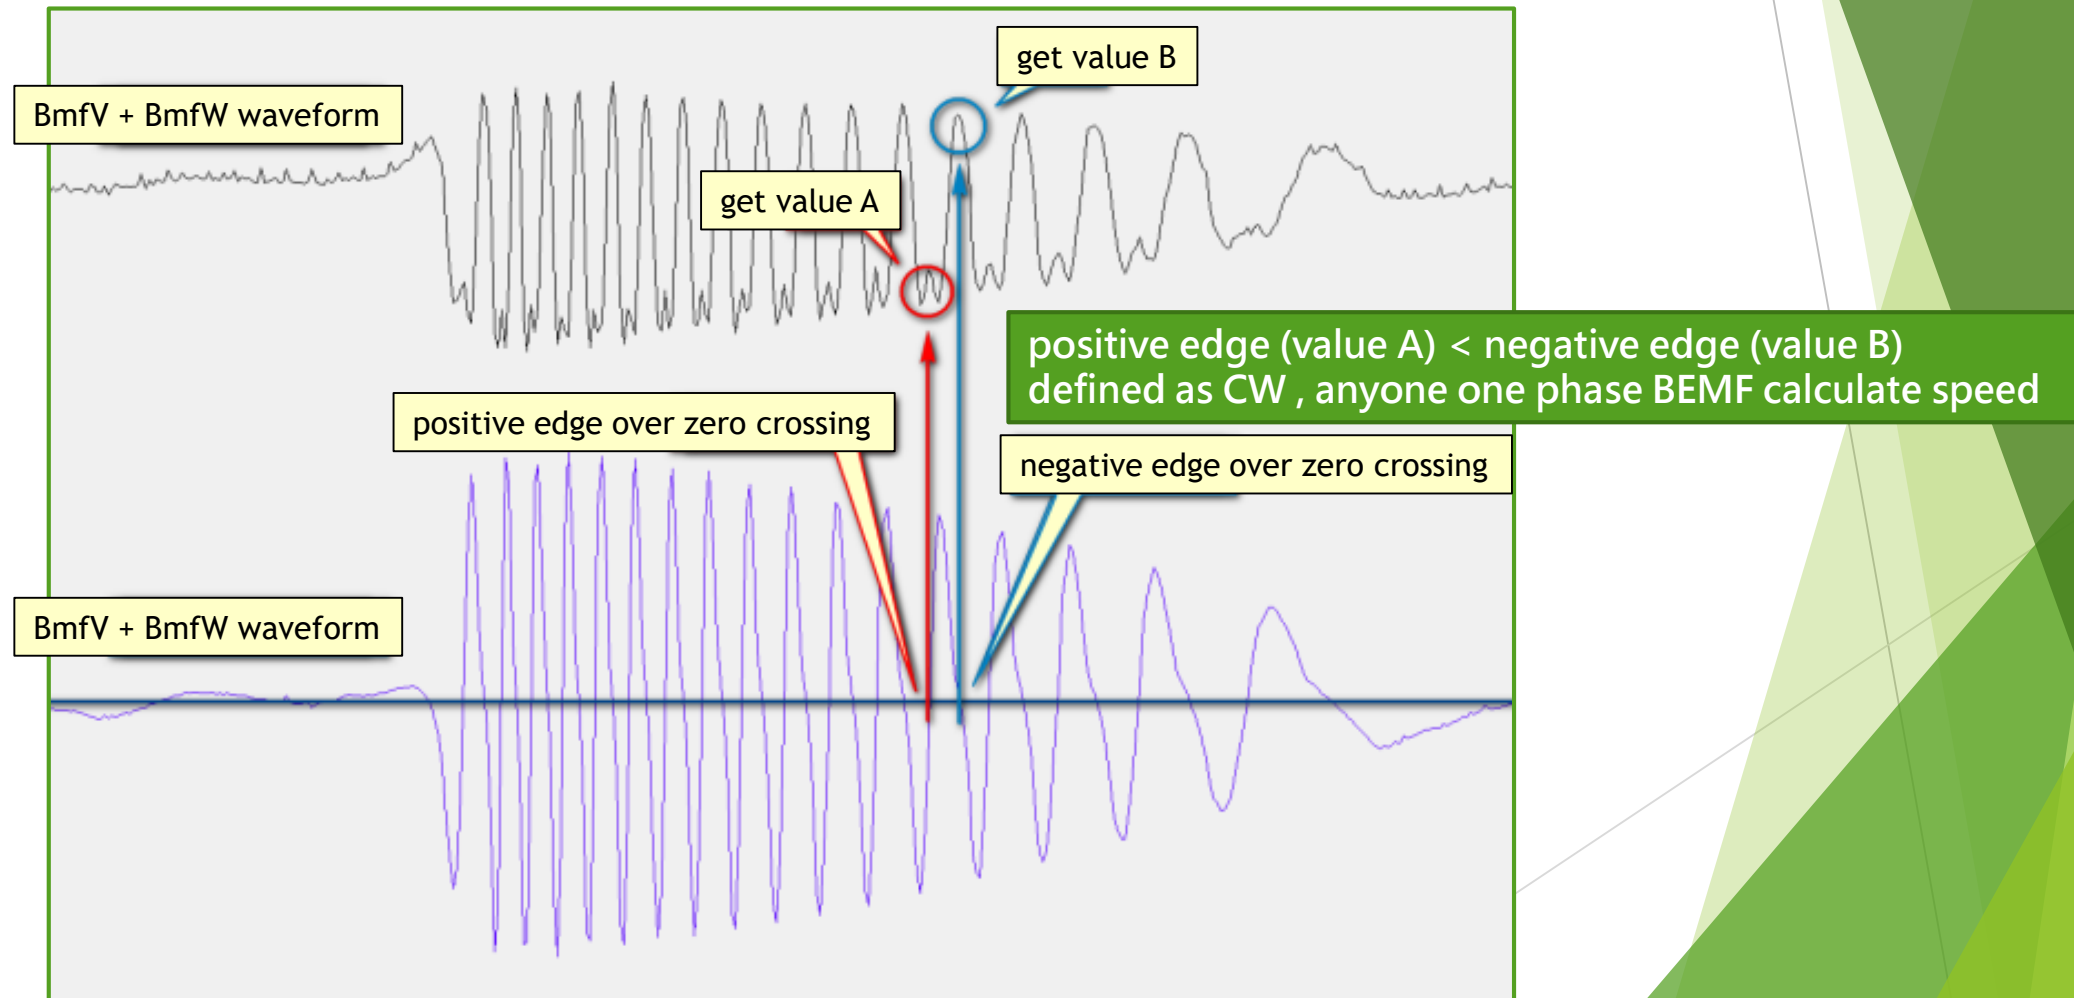 get value B
BmfV + BmfW waveform
get value A
positive edge (value A) < negative edge (value B)
defined as CW , anyone one phase BEMF calculate speed
positive edge over zero crossing
negative edge over zero crossing
BmfV + BmfW waveform